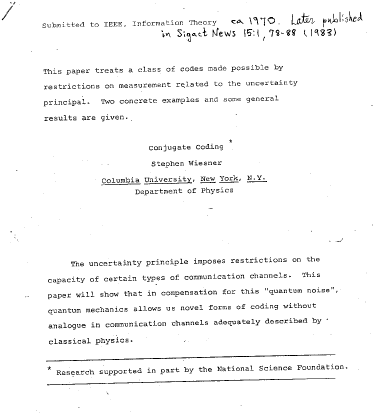 Submitted to IEEE, Information Theory ca 1970. Later published
in Sigact News 15:1, 78-88 (1983)
This paper treats a class of codes made possible by
restrictions on measurement related to the uncertainty
principal. Two concrete examples and some general
results are given.
Conjugate Coding *
Stephen Wiesner
Columbia University, New York, N.Y.
Department of Physics
The uncertainty principle imposes restrictions on the
capacity of certain types of communication channels. This
paper will show that in compensation for this "quantum noise",
quantum mechanics allows us novel forms of coding without
analogue in communication channels adequately described by
classical physics.
* Research supported in part by the National Science Foundation.